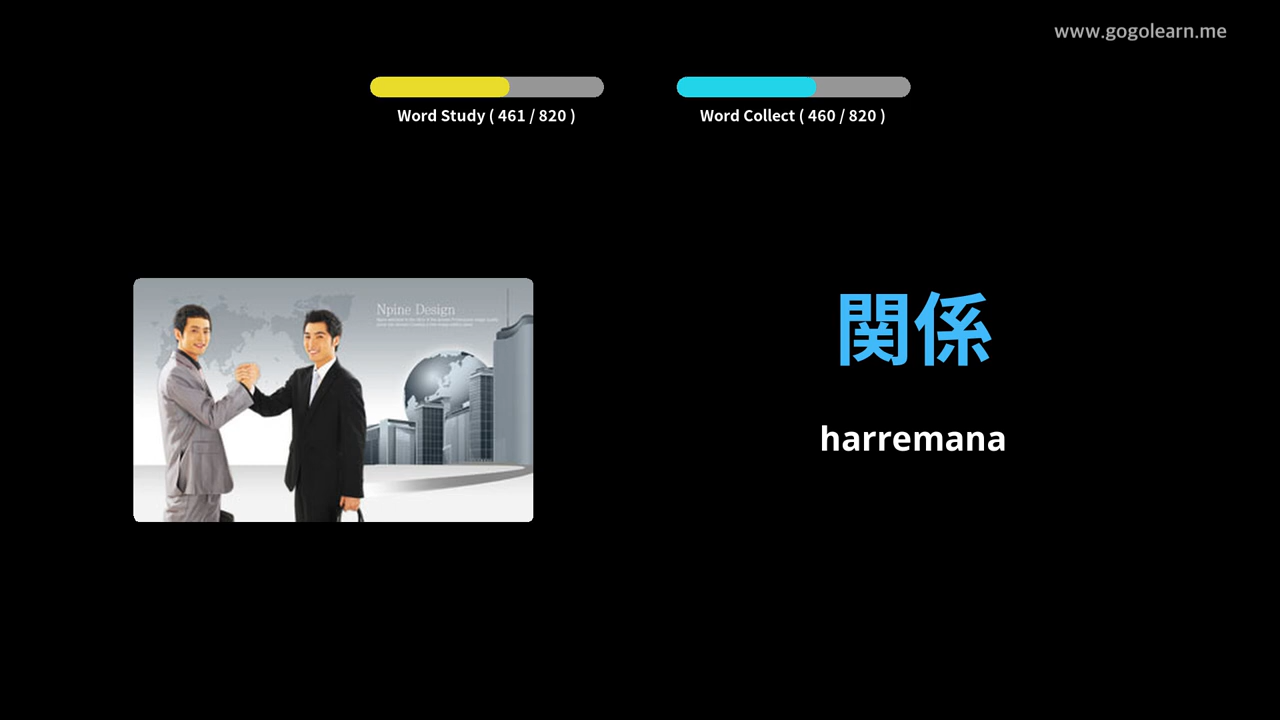 www.gogolearn.me
Word Study ( 461 / 820 )
Word Collect ( 460 / 820 )
Npine Design
関係
harremana